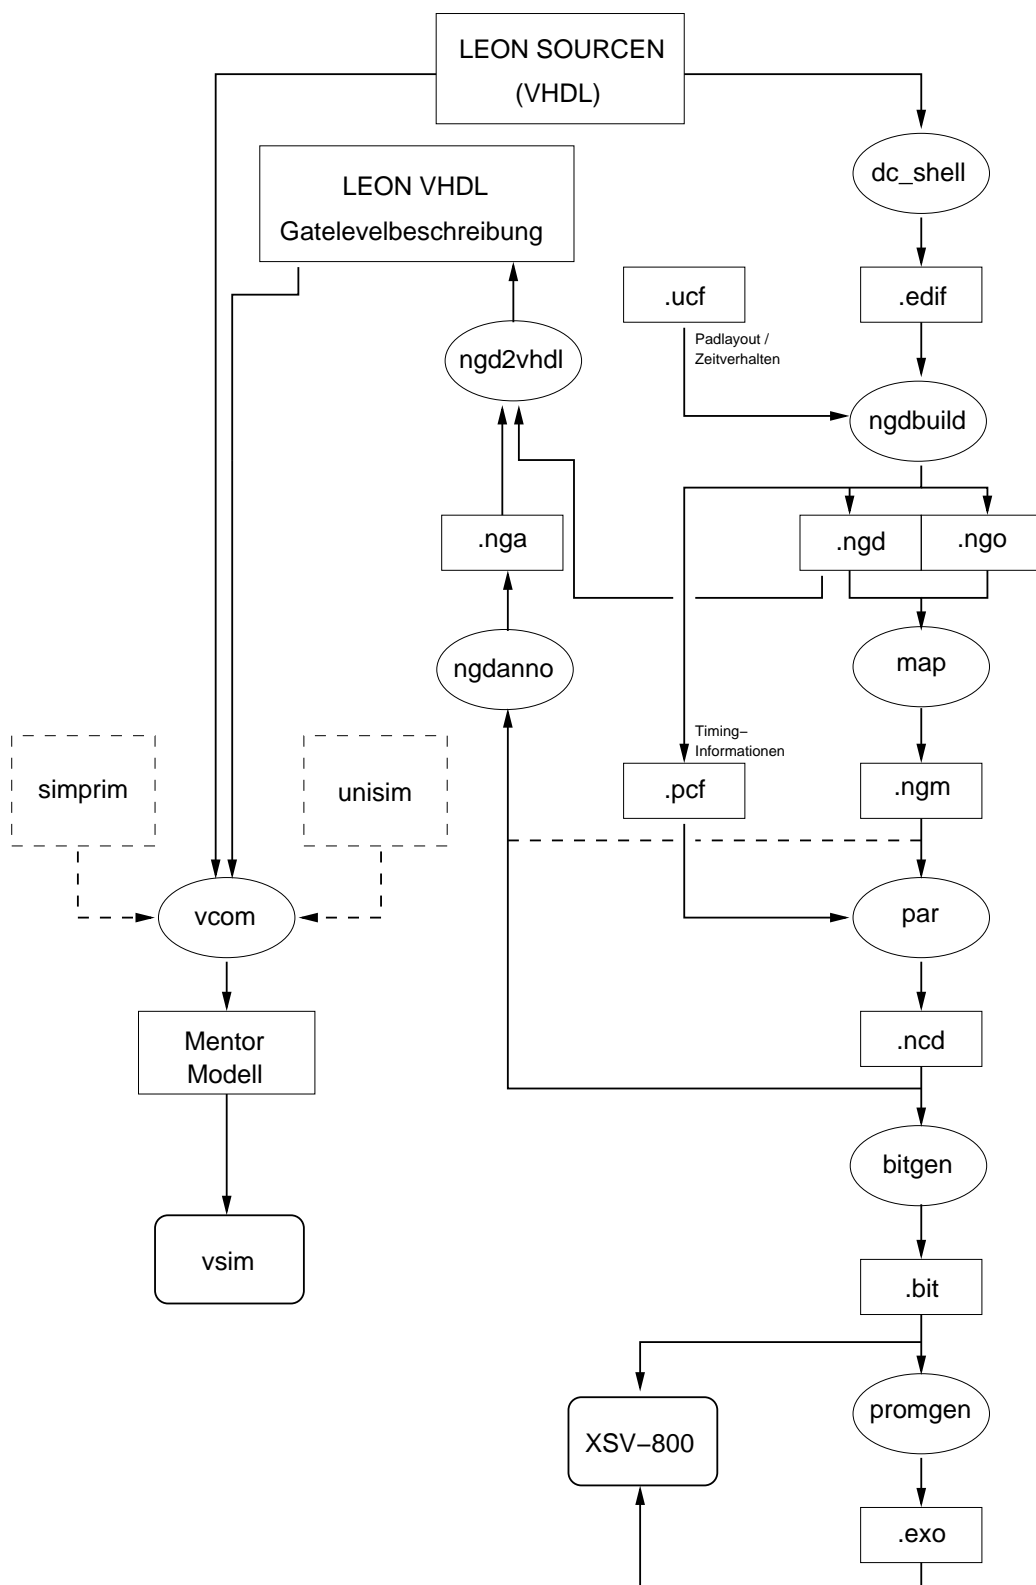 LEON SOURCEN
(VHDL)
LEON VHDL
Gatelevelbeschreibung
dc_shell
.ucf
.edif
Padlayout /
Zeitverhalten
ngd2vhdl
ngdbuild
.nga
.ngd
.ngo
ngdanno
map
simprim
unisim
Timing–
Informationen
.pcf
.ngm
vcom
par
Mentor
Modell
.ncd
bitgen
vsim
.bit
XSV–800
promgen
.exo